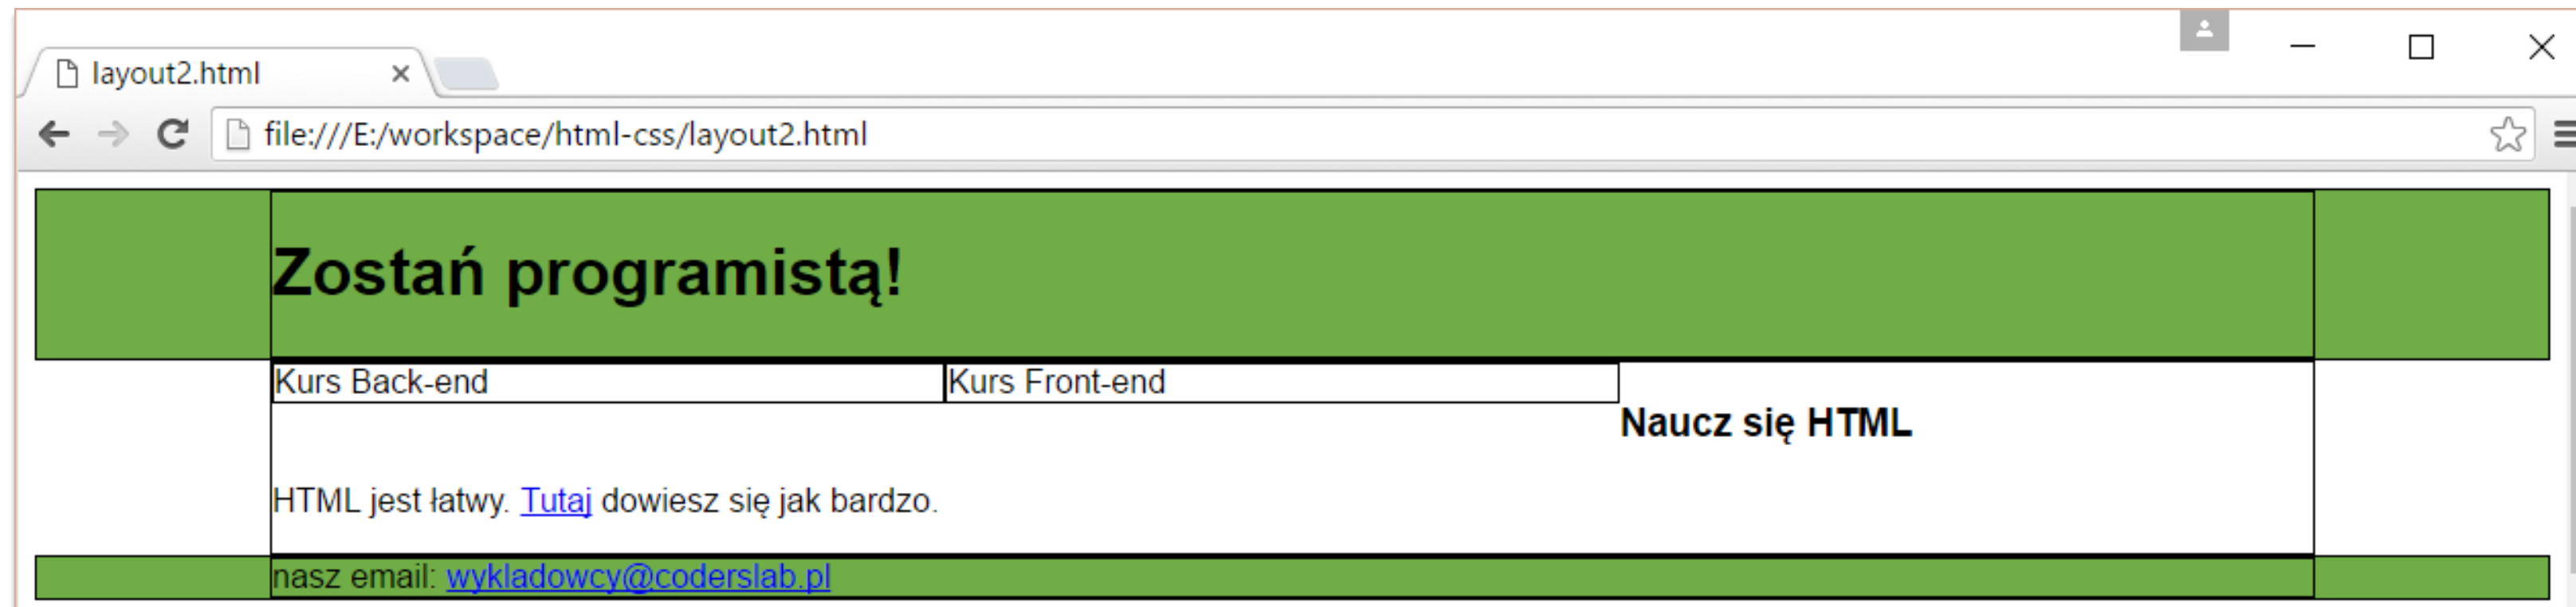 layout2.html
file:///E:/workspace/html-css/layout2.html
Zostań programistą!
Kurs Back-end Kurs Front-end
Naucz się HTML
HTML jest łatwy. Tutaj dowiesz się jak bardzo.
nasz email: wykladowcy@coderslab.pl